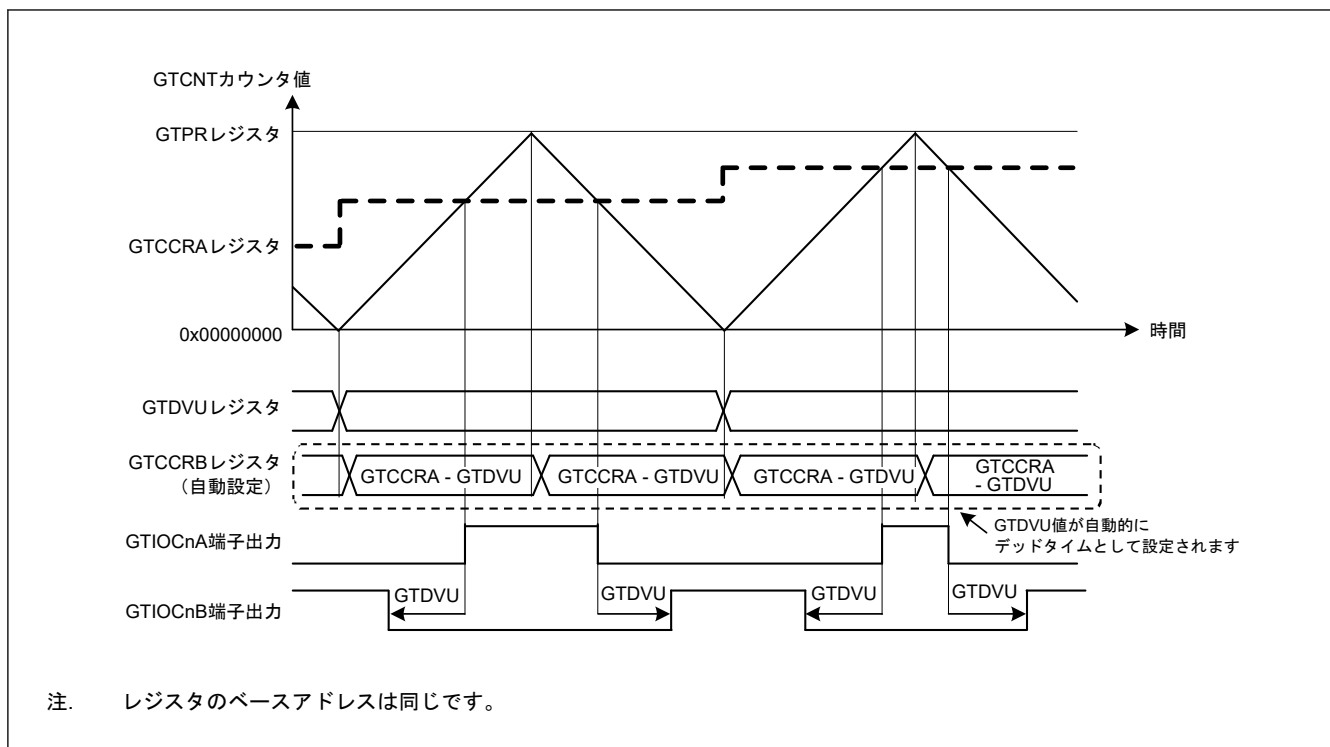 GTCNTカウンタ値
GTPRレジスタ
GTCCRAレジスタ
0x00000000
時間
GTDVUレジスタ
GTCCRBレジスタ
（自動設定）
GTCCRA - GTDVU
GTCCRA - GTDVU
GTCCRA - GTDVU
GTCCRA
- GTDVU
GTDVU値が自動的に
デッドタイムとして設定されます
GTIOCnA端子出力
GTDVU
GTDVU
GTDVU
GTDVU
GTIOCnB端子出力
注. レジスタのベースアドレスは同じです。